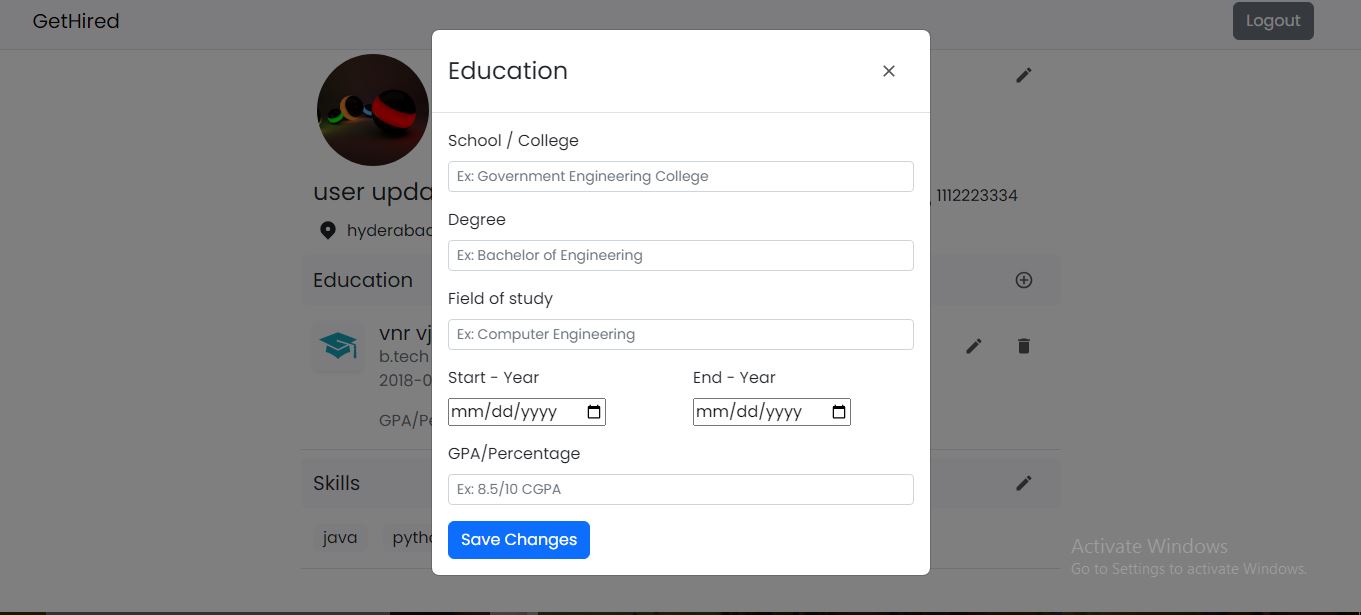 GetHired
Logout
Education
School / College
Ex: Government Engineering College
user upda
1112223334
Degree
hyderabad
Ex: Bachelor of Engineering
Education
Field of study
Ex: Computer Engineering
vnr vj
b.tech
2018-0
Start - Year
End - Year
mm/dd/yyyy
mm/dd/yyyy
GPA/Pe
GPA/Percentage
Skills
Ex: 8.5/10 CGPA
java
pytho
Save Changes
Activate Windows
Go to Settings to activate Windows.